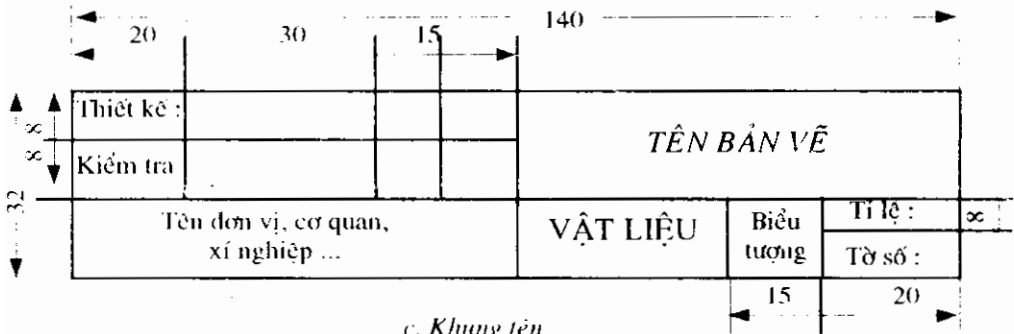 140
20 30 15
Thiết kế :
TÊN BẢN VẼ
8
8
Kiểm tra
32
Tên đơn vị, cơ quan,
xí nghiệp ...
VẬT LIỆU
Biểu
tượng
Tỉ lệ :
8
Tờ số :
15 20
c. Khung tên